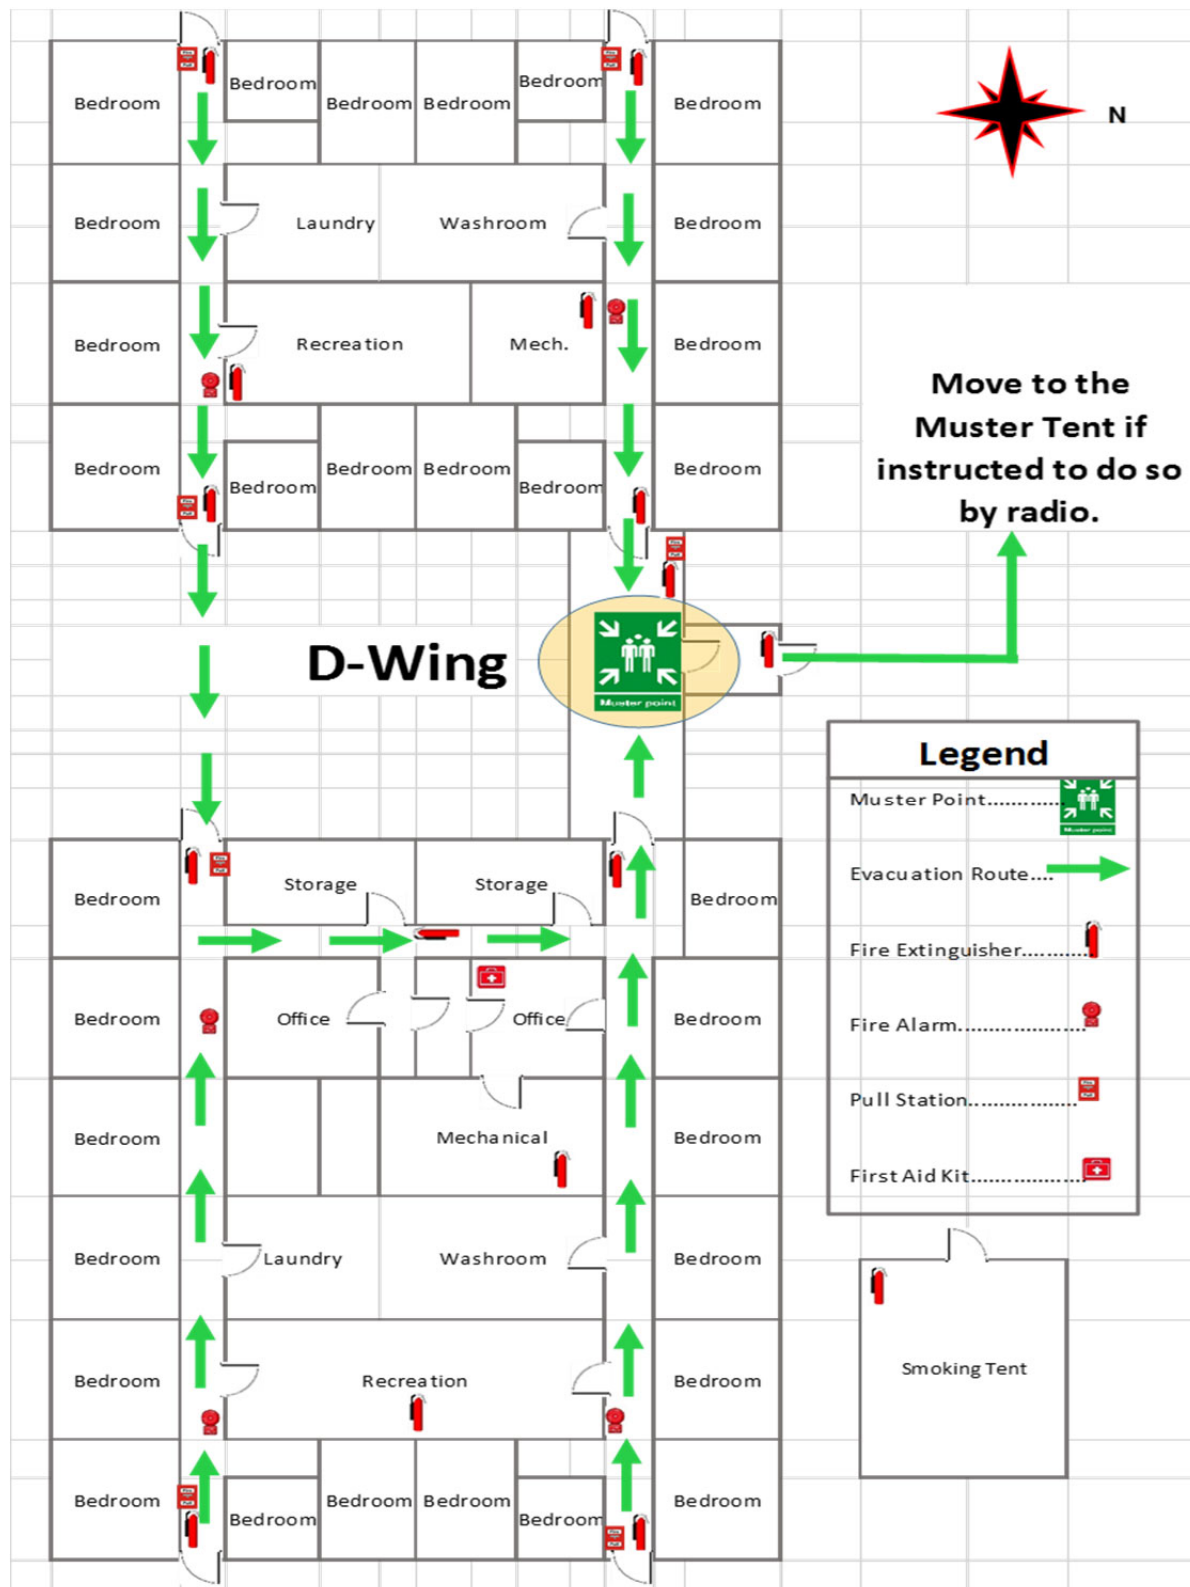 Bedroom
Bedroom
Bedroom
Bedroom
Bedroom
Bedroom
N
Bedroom
Laundry
Washroom
Bedroom
Bedroom
Recreation
Mech.
Bedroom
Move to the
Muster Tent if
instructed to do so
by radio.
Bedroom
Bedroom
Bedroom
Bedroom
Bedroom
Bedroom
D-Wing
Muster point
Legend
Muster Point............
Muster point
Evacuation Route....
Fire Extinguisher...........
Fire Alarm....................
Pull Station..................
First Aid Kit...................
Bedroom
Storage
Storage
Bedroom
Bedroom
Office
Office
Bedroom
Bedroom
Mechanical
Bedroom
Bedroom
Laundry
Washroom
Bedroom
Bedroom
Recreation
Bedroom
Smoking Tent
Bedroom
Bedroom
Bedroom
Bedroom
Bedroom
Bedroom